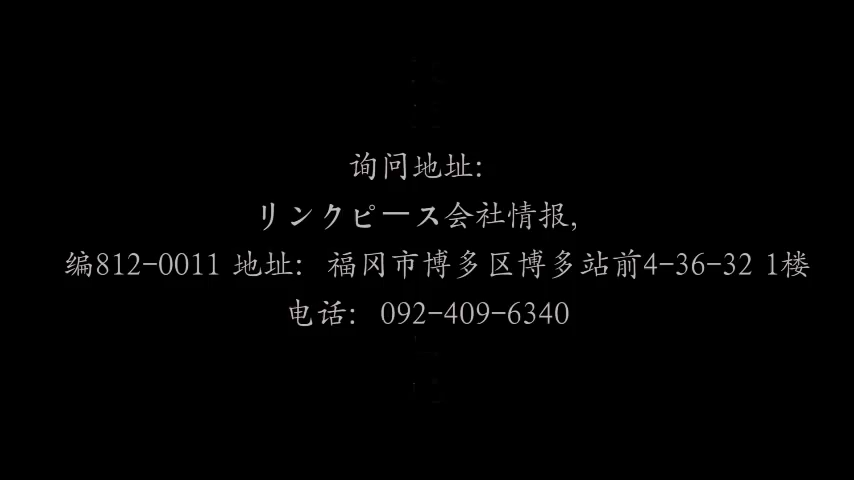 询问地址:
リンクピース会社情报,
编812-0011 地址: 福冈市博多区博多站前4-36-32 1楼
电话: 092-409-6340